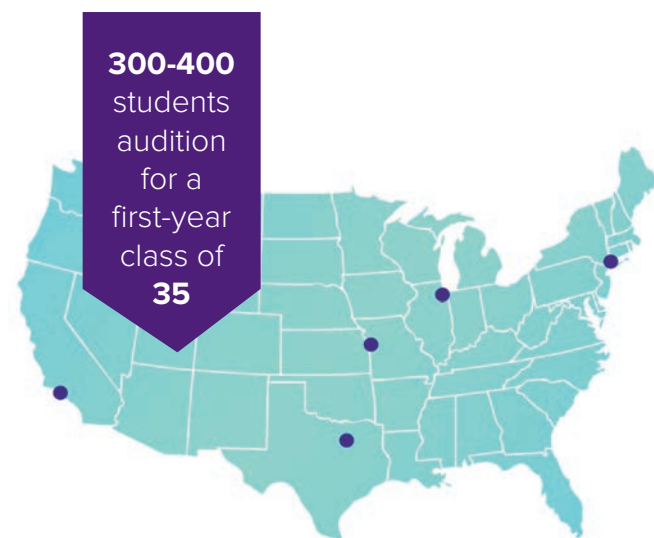 300-400
students
audition
for a
first-year
class of
35